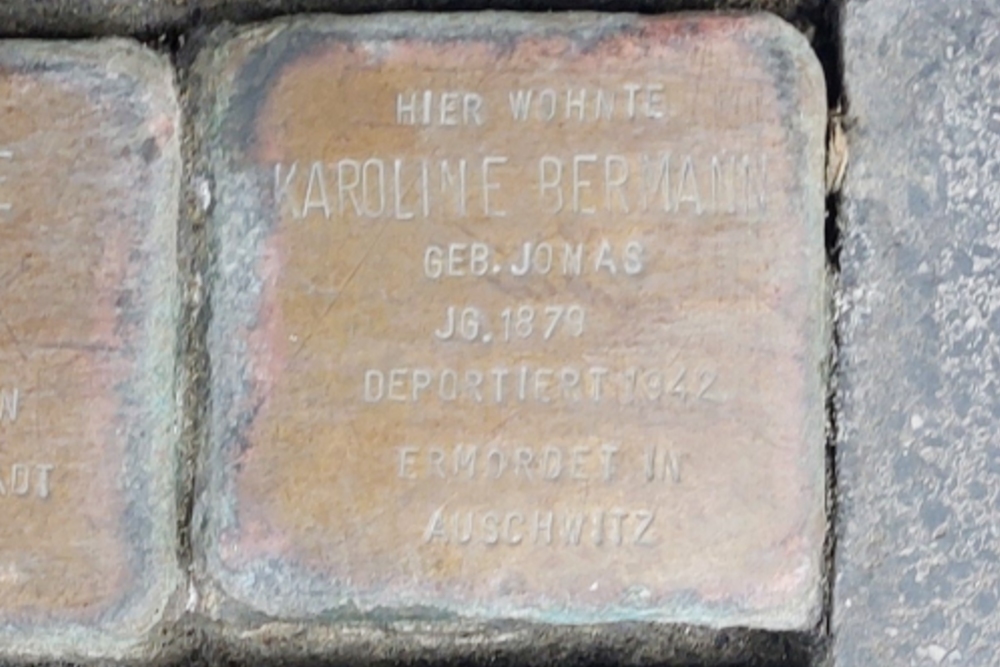 HIER WOHNTE
KAROLINE BERMANN
GEB. JONAS
JG. 1879
DEPORTIERT 1942
ERMORDET IN
AUSCHWITZ